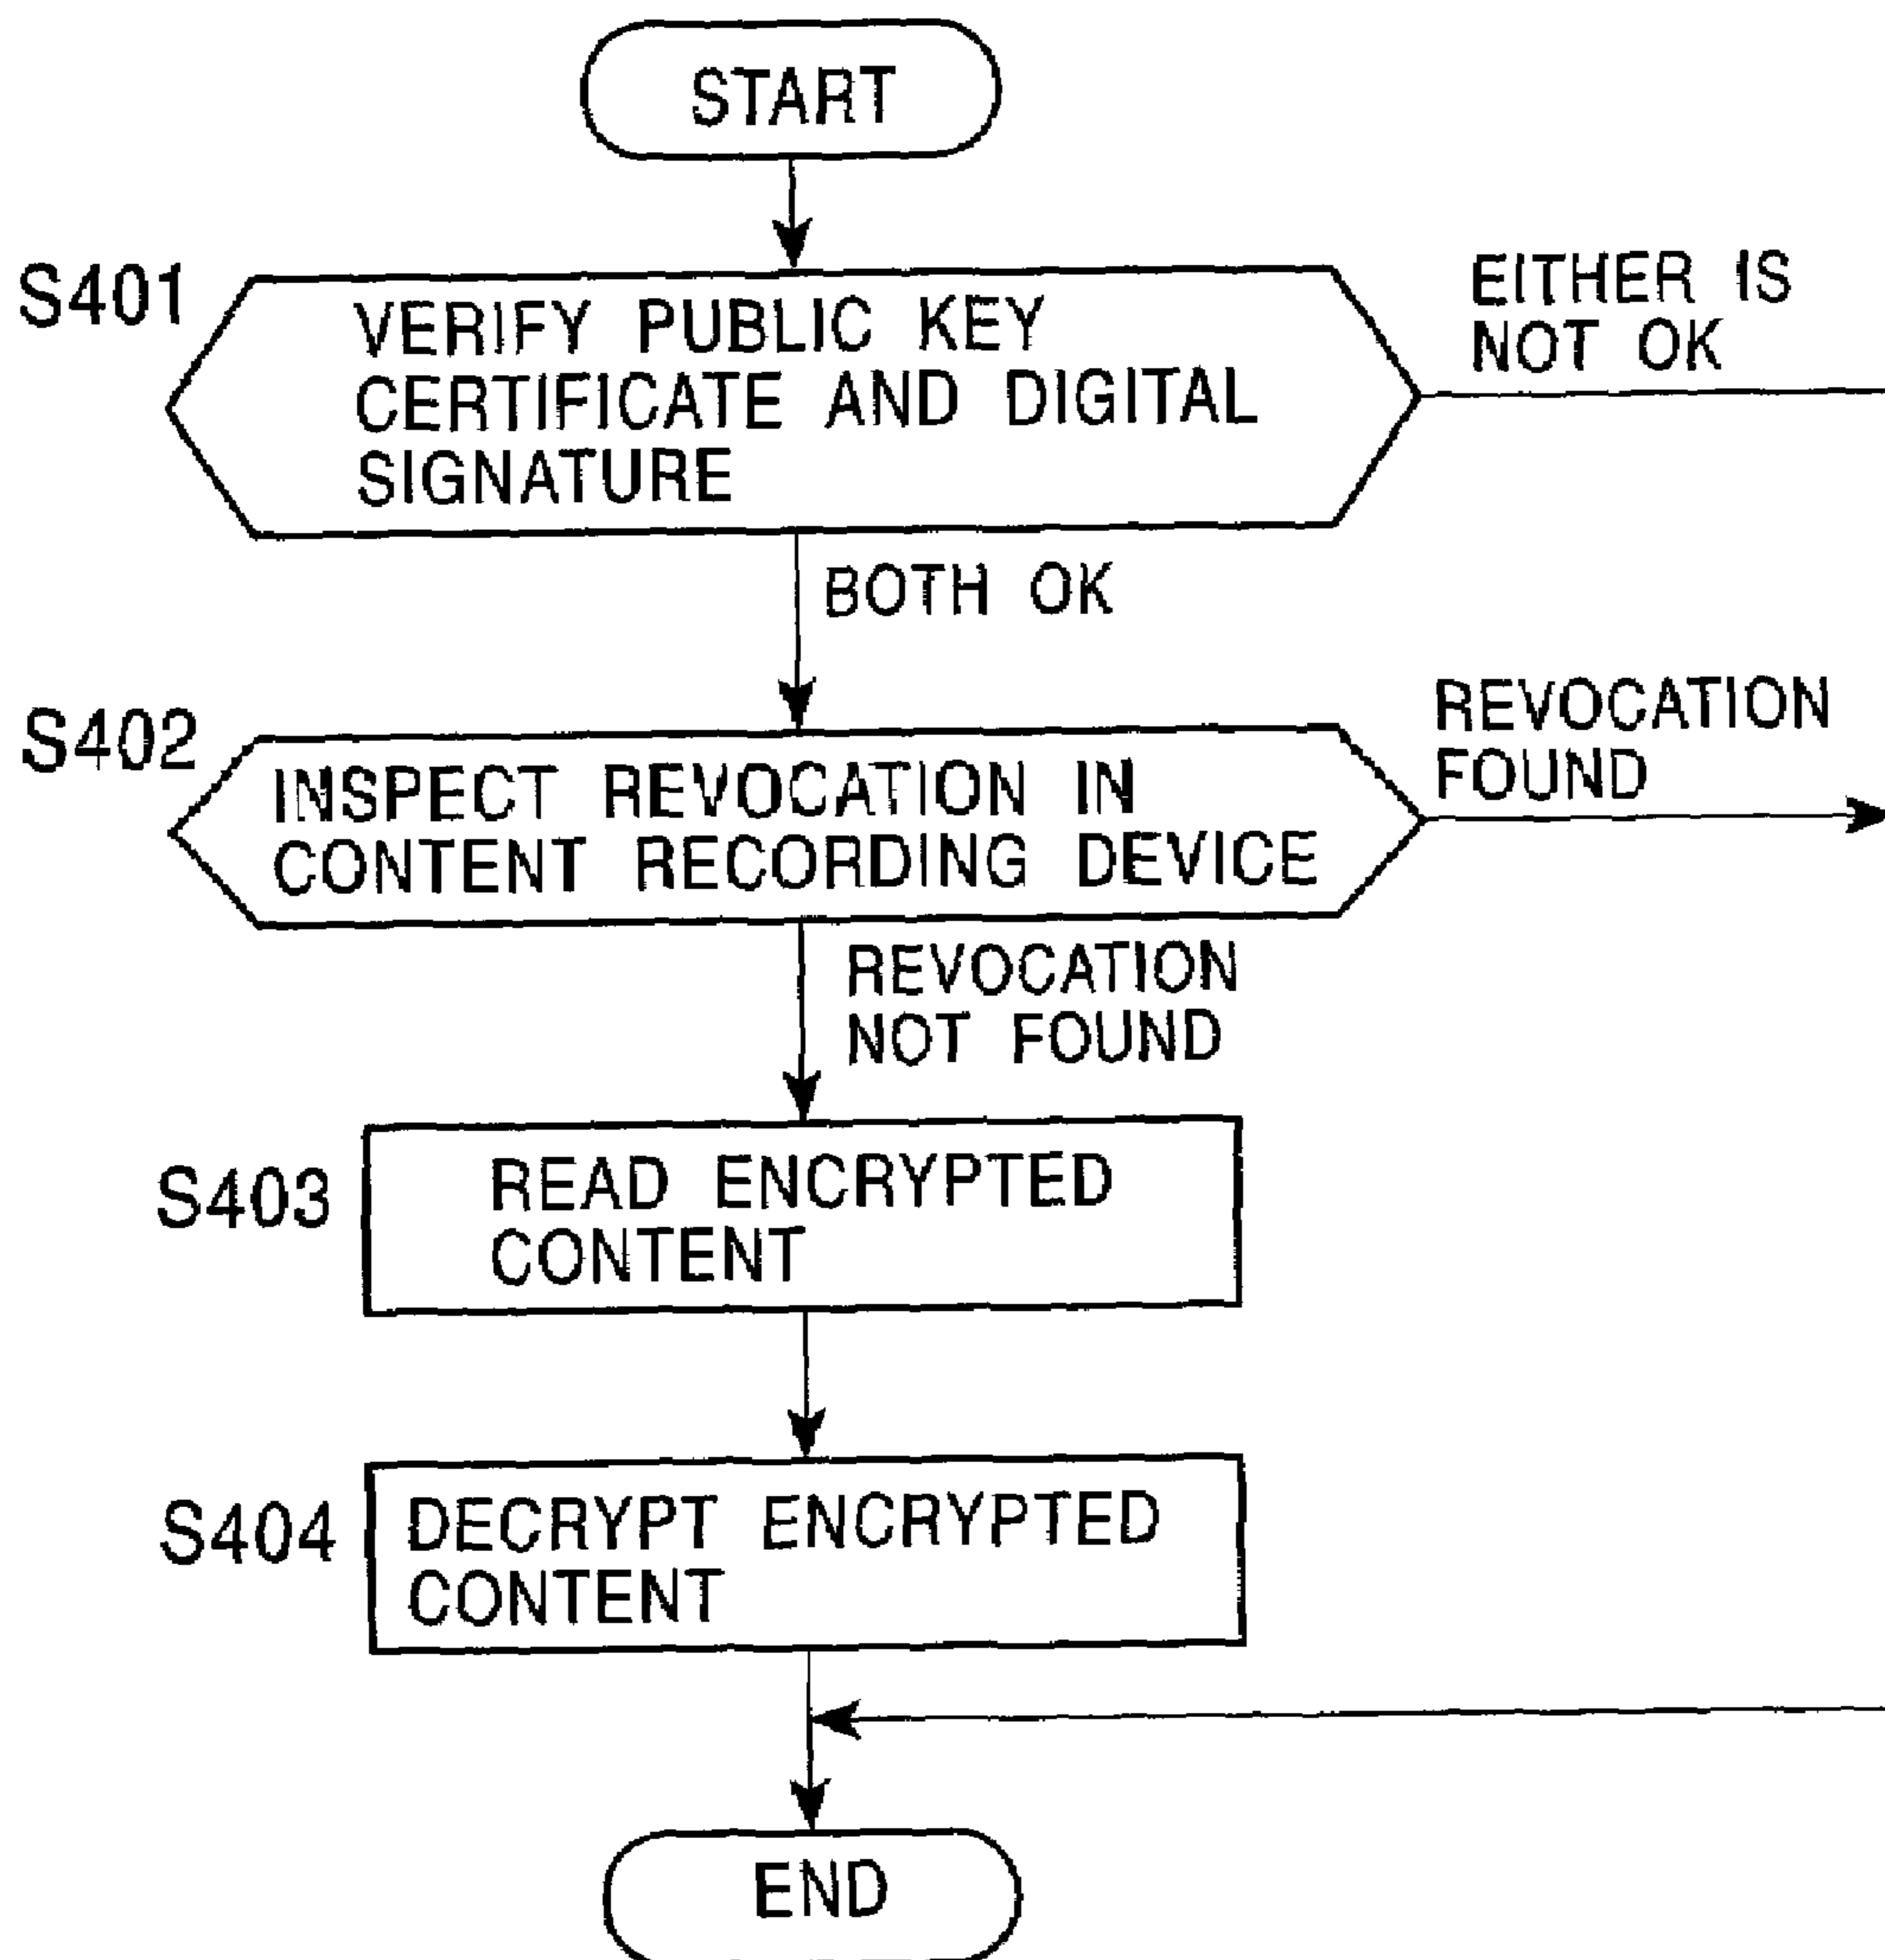 START
S401
VERIFY PUBLIC KEY
CERTIFICATE AND DIGITAL
SIGNATURE
EITHER IS
NOT OK
BOTH OK
S402
INSPECT REVOCATION IN
CONTENT RECORDING DEVICE
REVOCATION
FOUND
REVOCATION
NOT FOUND
S403
READ ENCRYPTED
CONTENT
S404
DECRYPT ENCRYPTED
CONTENT
END